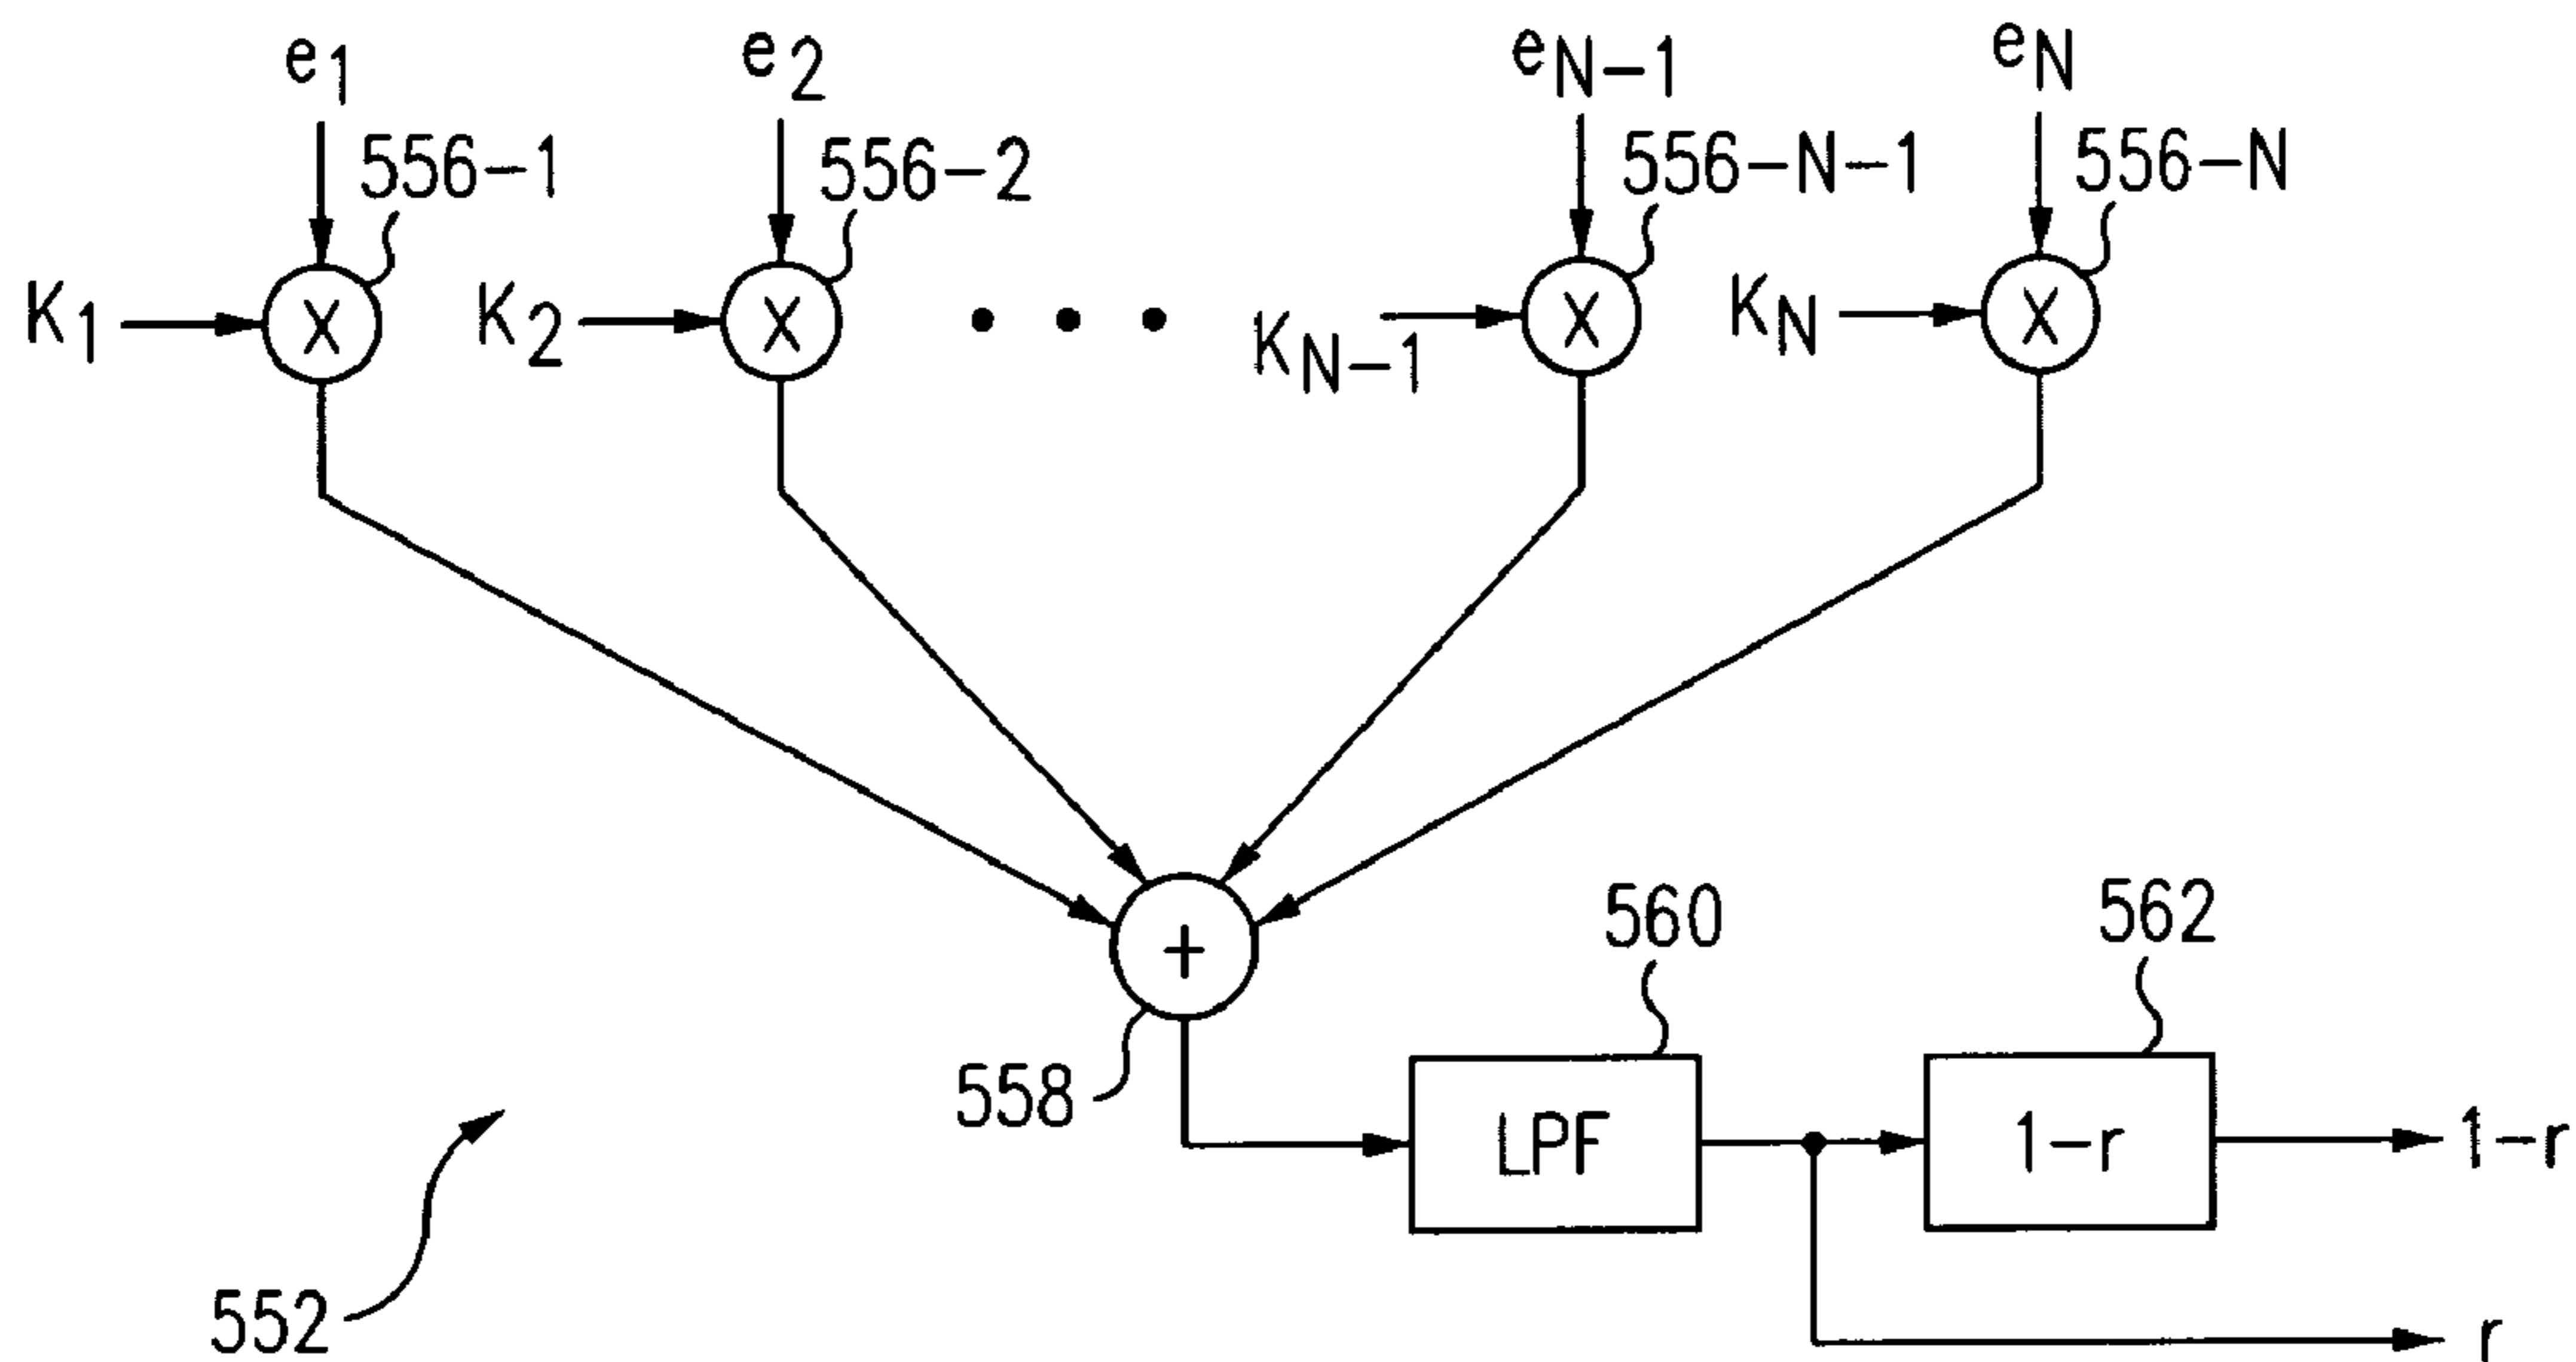 e1 e2 eN-1 eN
556-1 556-2 556-N-1 556-N
K1 X K2 X • • • KN-1 X KN X
+
558 560 562
LPF 1-r 1-r
552 r